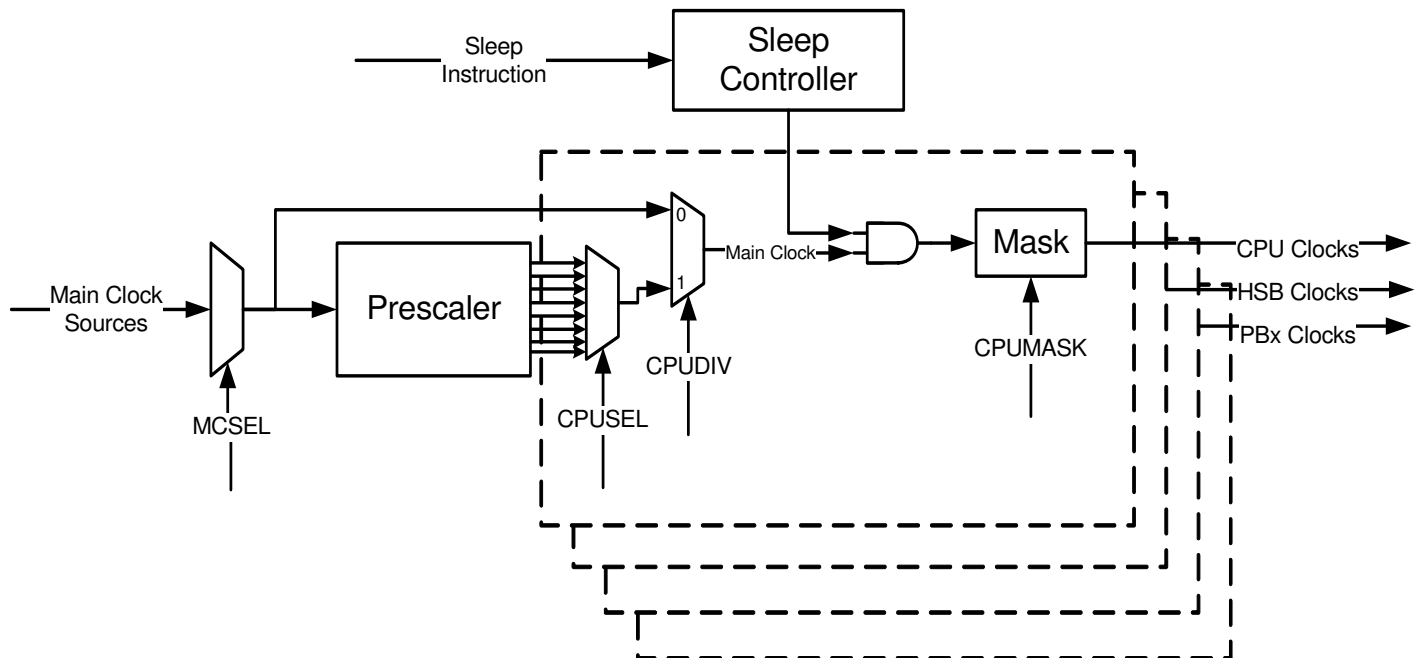 Sleep
Instruction
Sleep
Controller
0
1
Main Clock
Mask
CPU Clocks
HSB Clocks
PBx Clocks
Main Clock
Sources
Prescaler
MCSEL
CPUSEL
CPUDIV
CPUMASK